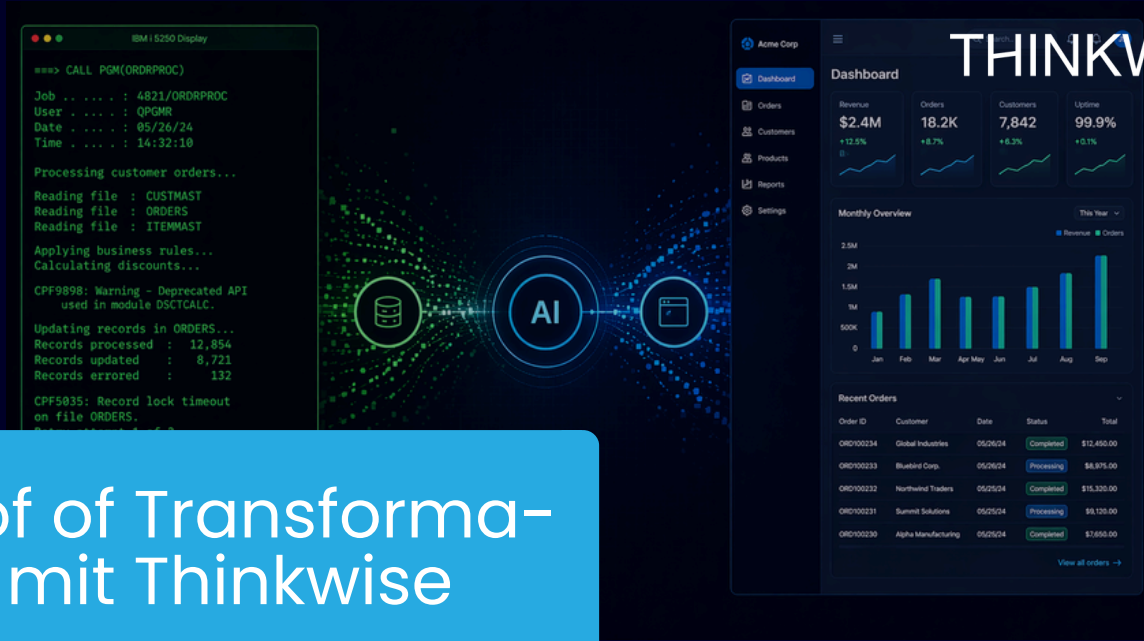 IBM i 5250 Display
===> CALL PGM(ORDRPROC)
Job .. .... : 4821/ORDRPROC
User . .... : QPGMR
Date . .... : 05/26/24
Time . .... : 14:32:10
Processing customer orders...
Reading file : CUSTMAST
Reading file : ORDERS
Reading file : ITEMMAST
Applying business rules...
Calculating discounts...
CPF9898: Warning - Deprecated API
used in module DSCTCALC.
Updating records in ORDERS...
Records processed : 12,854
Records updated : 8,721
Records errored : 132
CPF5035: Record lock timeout
on file ORDERS.
AI
Acme Corp
Dashboard
Orders
Customers
Products
Reports
Settings
THINKW
Dashboard
Revenue Orders Customers Uptime
$2.4M 18.2K 7,842 99.9%
+12.5% +8.7% +6.3% +0.1%
Monthly Overview This Year
Revenue Orders
2.5M
2M
1.5M
1M
500K
0
Jan Feb Mar Apr May Jun Jul Aug Sep
Recent Orders
Order ID Customer Date Status Total
ORD100234 Global Industries 05/26/24 Completed $12,450.00
ORD100233 Bluebird Corp. 05/26/24 Processing $8,975.00
ORD100232 Northwind Traders 05/25/24 Completed $15,320.00
ORD100231 Summit Solutions 05/25/24 Processing $9,120.00
ORD100230 Alpha Manufacturing 05/25/24 Completed $7,650.00
View all orders →
of of Transforma-
mit Thinkwise